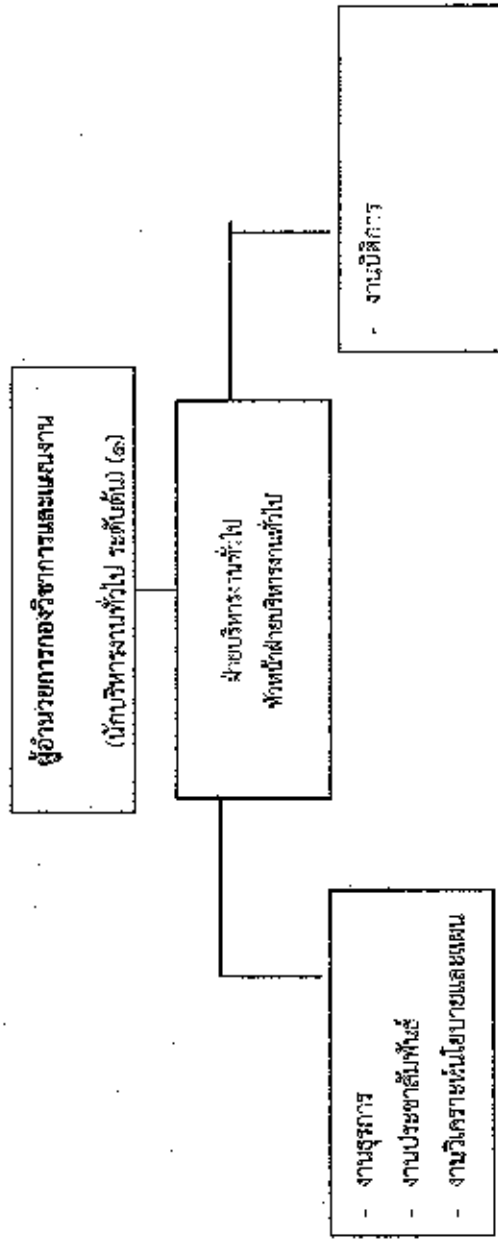 ผู้อำนวยการกองวิชาการและแผนงาน
(นักบริหารงานทั่วไป ระดับต้น) (๑)
ฝ่ายบริหารงานทั่วไป
หัวหน้าฝ่ายบริหารงานทั่วไป
- งานธุรการ
- งานประชาสัมพันธ์
- งานวิเคราะห์นโยบายและแผน
- งานนิติการ